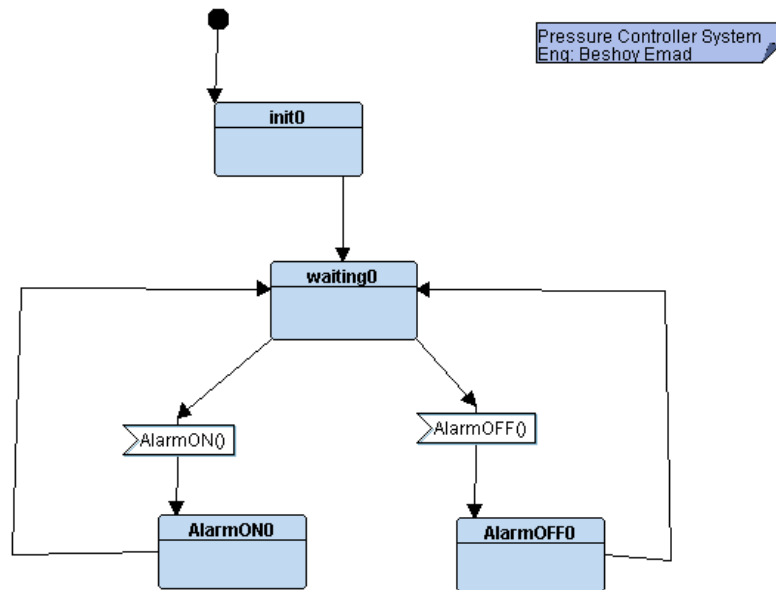 Pressure Controller System
Eng: Beshoy Emad
init0
waiting0
AlarmON()
AlarmOFF()
AlarmON0
AlarmOFF0